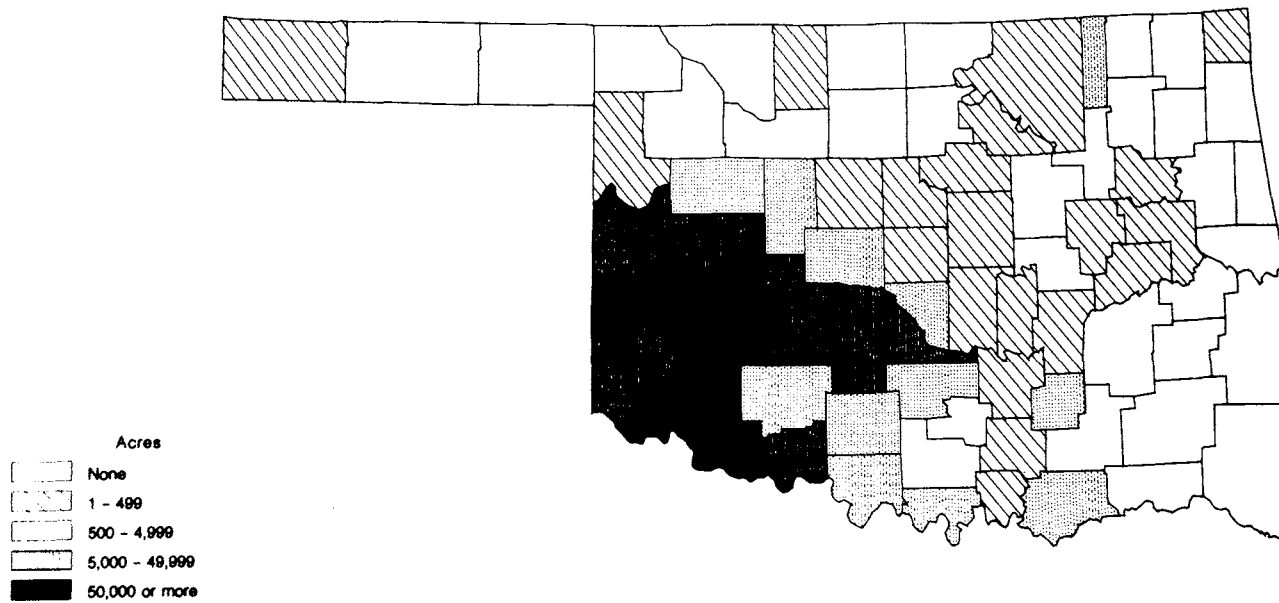 Acres
None
1 - 499
500 - 4,999
5,000 - 49,999
50,000 or more